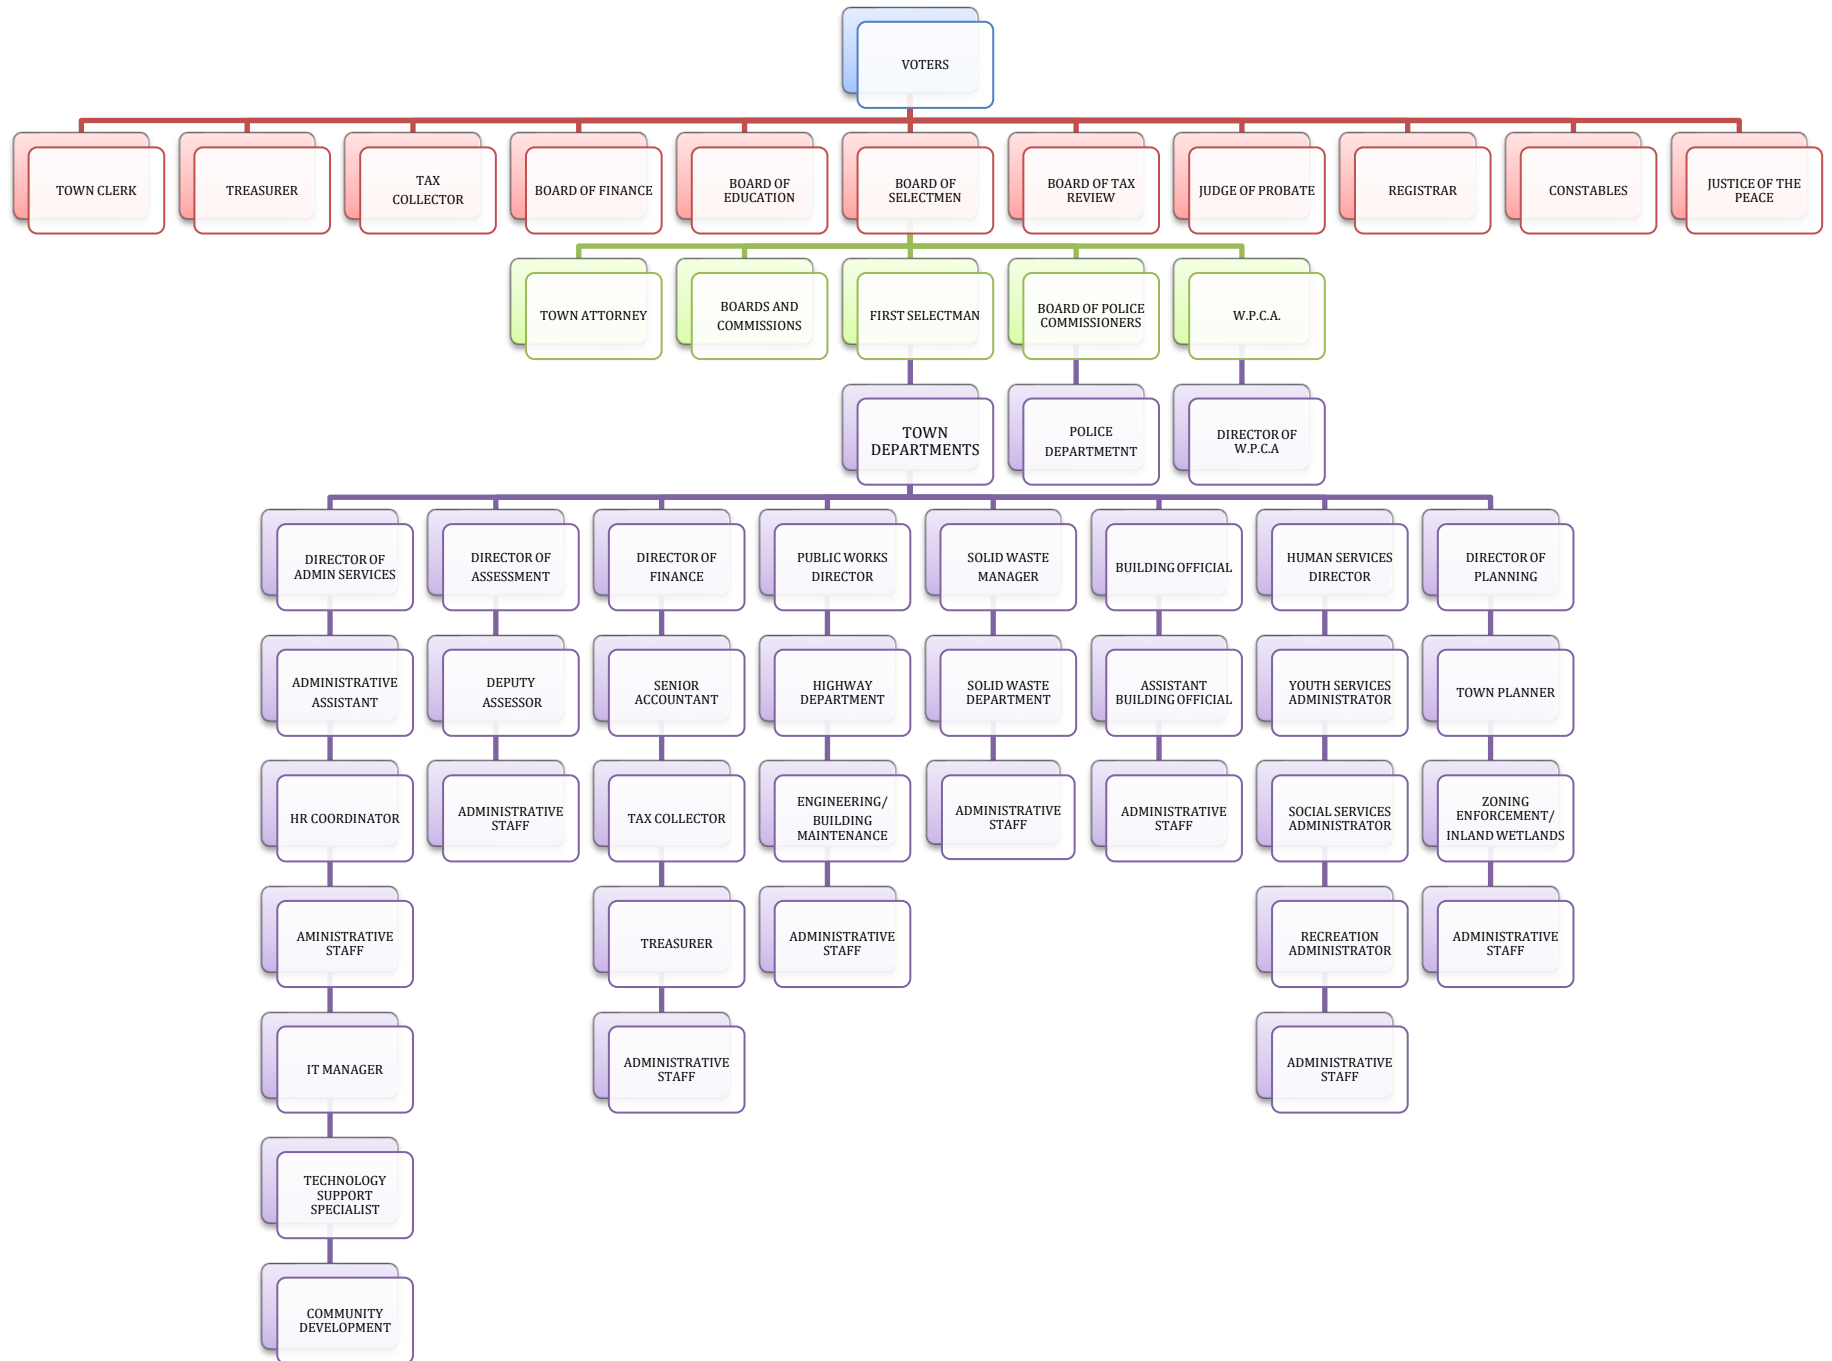 VOTERS
TOWN CLERK
TREASURER
TAX
COLLECTOR
BOARD OF FINANCE
BOARD OF
EDUCATION
BOARD OF
SELECTMEN
BOARD OF TAX
REVIEW
JUDGE OF PROBATE
REGISTRAR
CONSTABLES
JUSTICE OF THE
PEACE
TOWN ATTORNEY
BOARDS AND
COMMISSIONS
FIRST SELECTMAN
BOARD OF POLICE
COMMISSIONERS
W.P.C.A.
TOWN
DEPARTMENTS
POLICE
DEPARTMETNT
DIRECTOR OF
W.P.C.A
DIRECTOR OF
ADMIN SERVICES
DIRECTOR OF
ASSESSMENT
DIRECTOR OF
FINANCE
PUBLIC WORKS
DIRECTOR
SOLID WASTE
MANAGER
BUILDING OFFICIAL
HUMAN SERVICES
DIRECTOR
DIRECTOR OF
PLANNING
ADMINISTRATIVE
ASSISTANT
DEPUTY
ASSESSOR
SENIOR
ACCOUNTANT
HIGHWAY
DEPARTMENT
SOLID WASTE
DEPARTMENT
ASSISTANT
BUILDING OFFICIAL
YOUTH SERVICES
ADMINISTRATOR
TOWN PLANNER
HR COORDINATOR
ADMINISTRATIVE
STAFF
TAX COLLECTOR
ENGINEERING/
BUILDING
MAINTENANCE
ADMINISTRATIVE
STAFF
ADMINISTRATIVE
STAFF
SOCIAL SERVICES
ADMINISTRATOR
ZONING
ENFORCEMENT/
INLAND WETLANDS
AMINISTRATIVE
STAFF
TREASURER
ADMINISTRATIVE
STAFF
RECREATION
ADMINISTRATOR
ADMINISTRATIVE
STAFF
IT MANAGER
ADMINISTRATIVE
STAFF
ADMINISTRATIVE
STAFF
TECHNOLOGY
SUPPORT
SPECIALIST
COMMUNITY
DEVELOPMENT